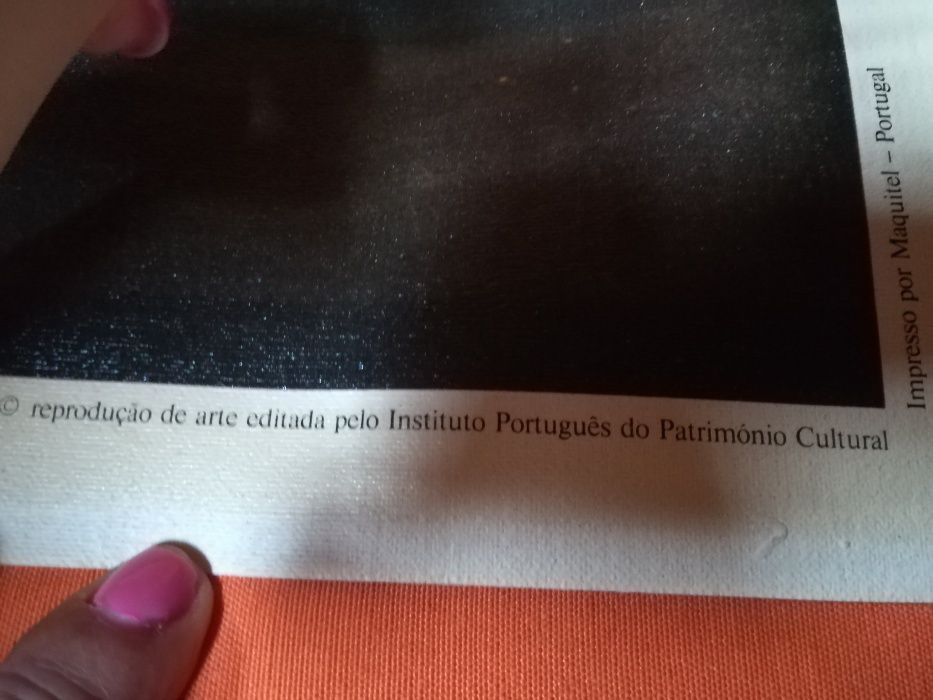 © reprodução de arte editada pelo Instituto Português do Património Cultural
Impresso por Maquitel – Portugal